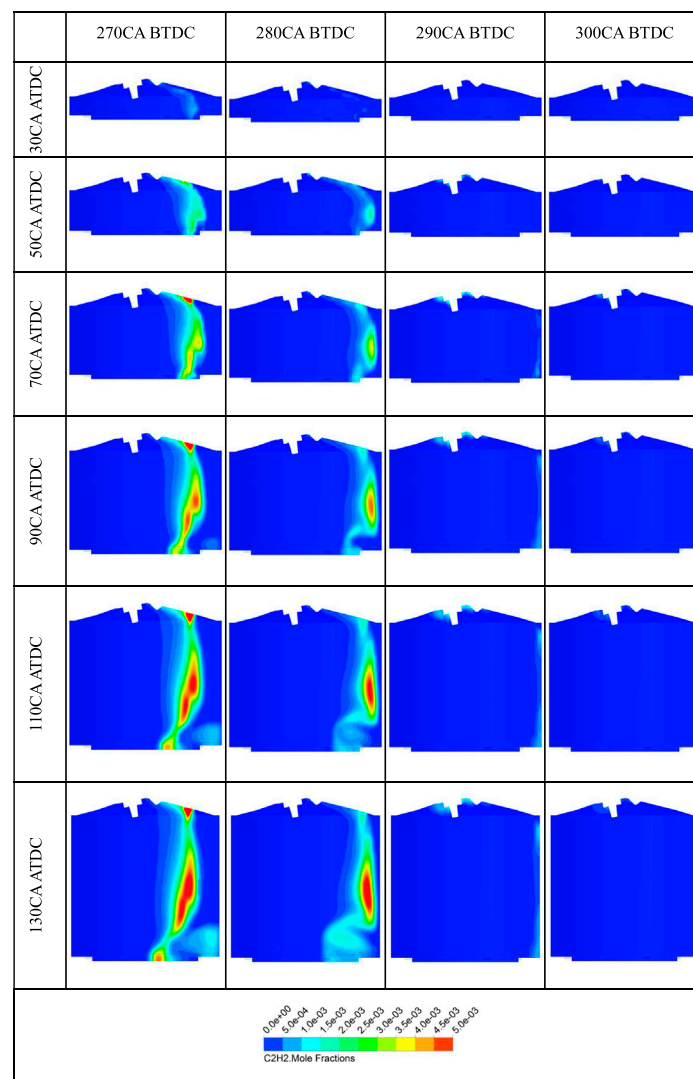 270CA BTDC 280CA BTDC 290CA BTDC 300CA BTDC
30CA ATDC
50CA ATDC
70CA ATDC
90CA ATDC
110CA ATDC
130CA ATDC
0.0e+00 5.0e-04 1.0e-03 1.5e-03 2.0e-03 2.5e-03 3.0e-03 3.5e-03 4.0e-03 4.5e-03 5.0e-03
C2H2.Mole Fractions